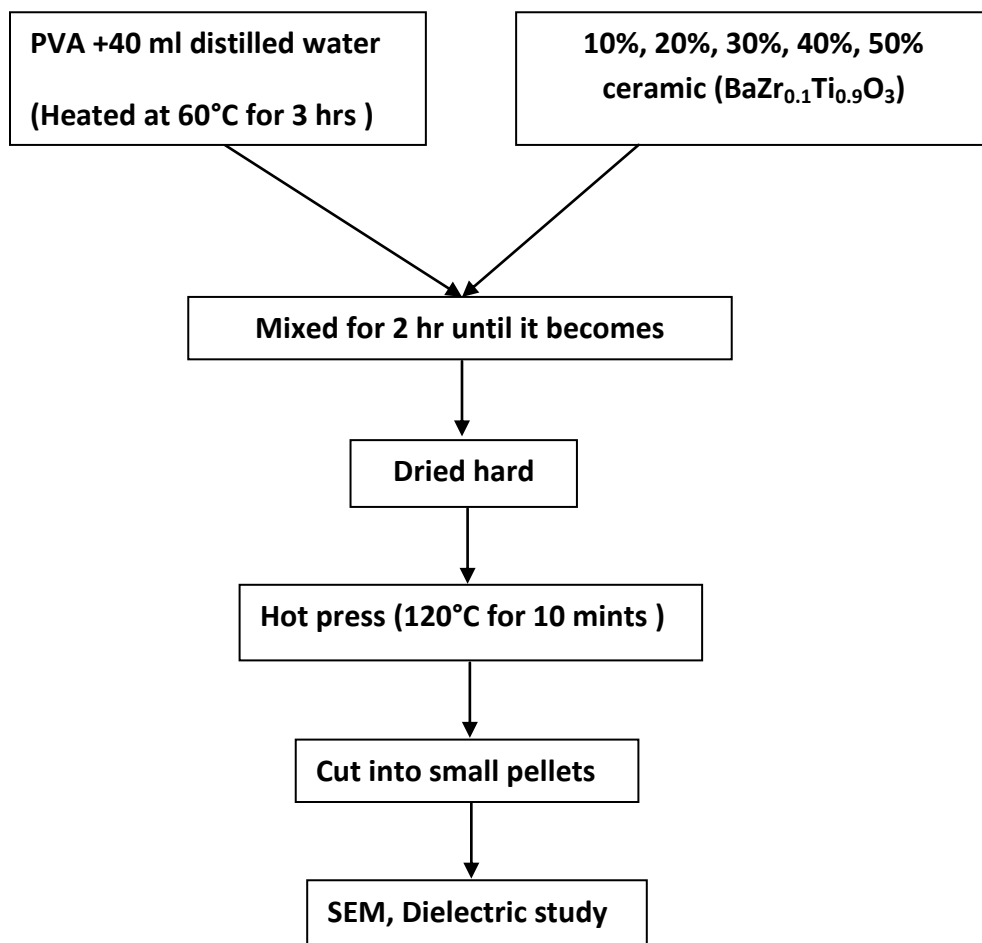 PVA +40 ml distilled water
(Heated at 60°C for 3 hrs )
10%, 20%, 30%, 40%, 50%
ceramic (BaZr₀.₁Ti₀.₉O₃)
Mixed for 2 hr until it becomes
Dried hard
Hot press (120°C for 10 mints )
Cut into small pellets
SEM, Dielectric study